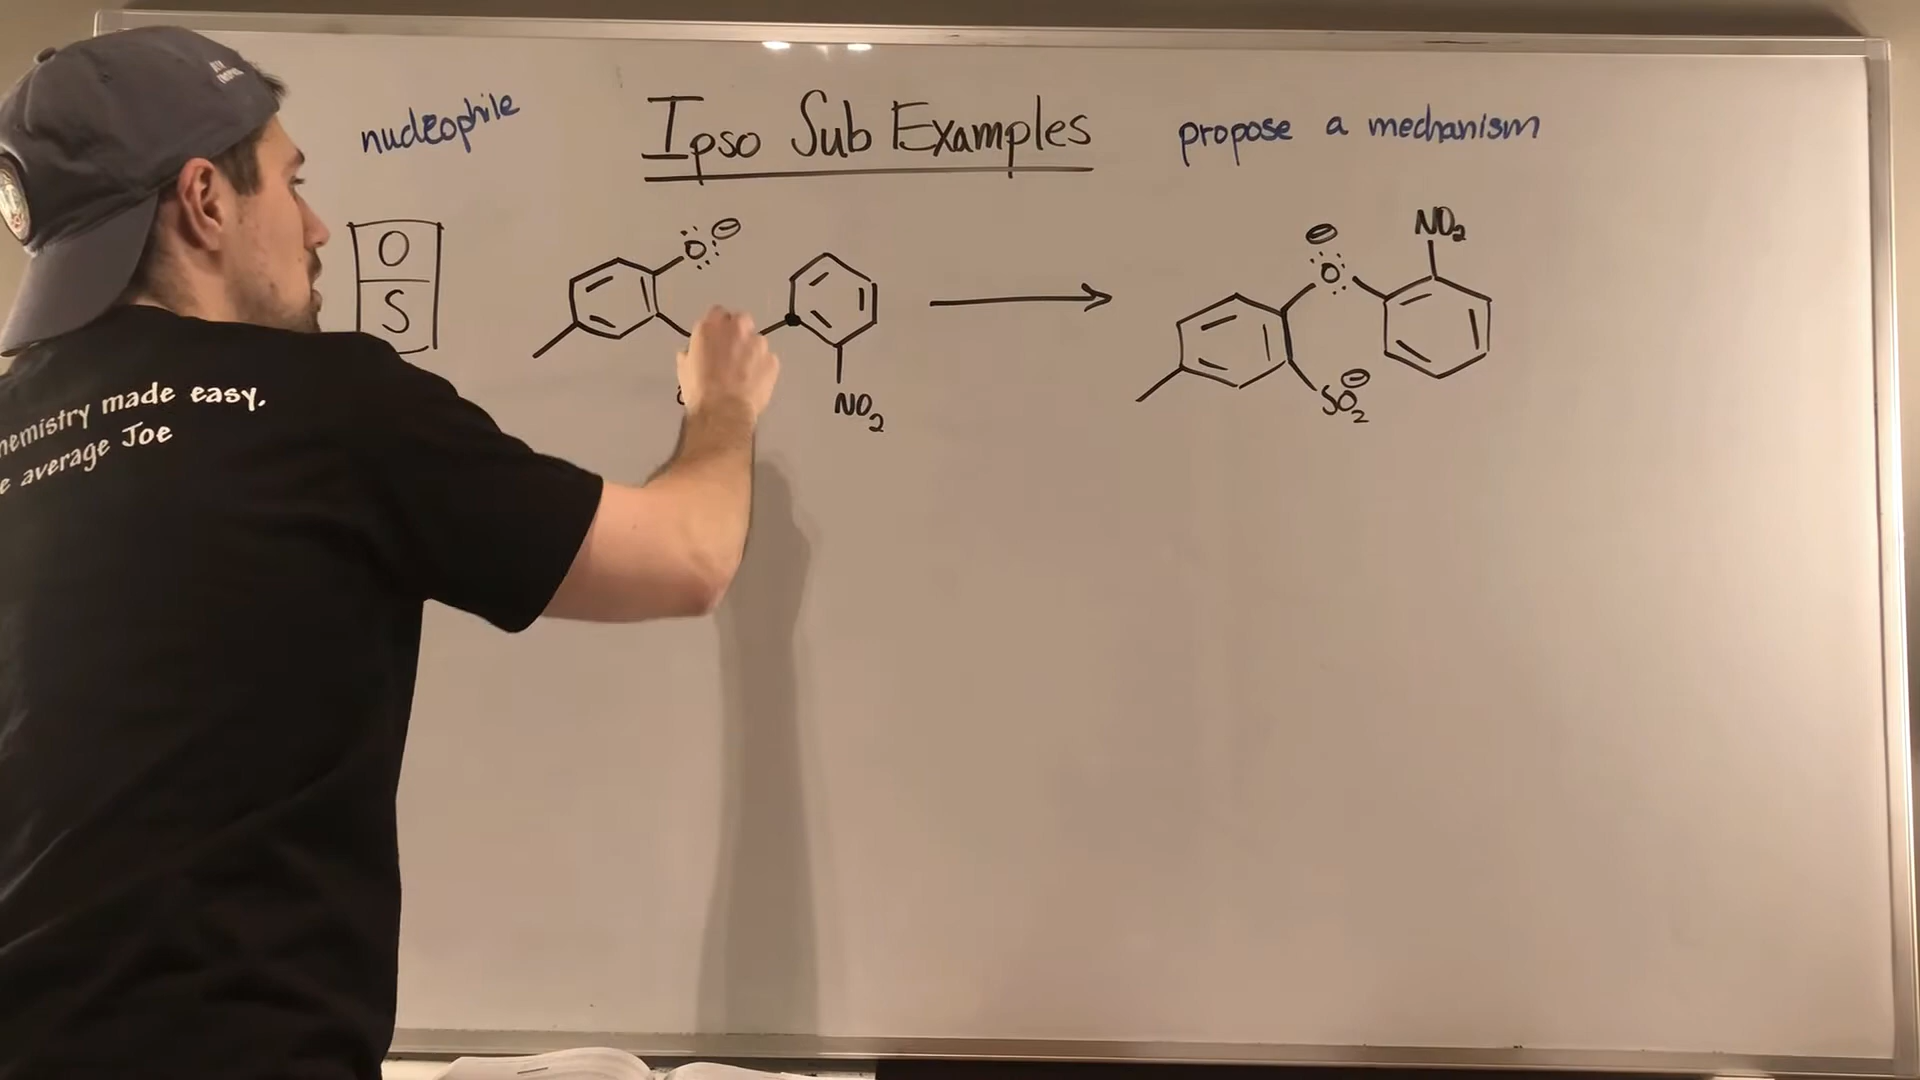 nucleophile
Ipso Sub Examples
propose a mechanism
O
S
O ⊖
NO2
⊖
O
NO2
SO2 ⊖
hemistry made easy.
e average Joe